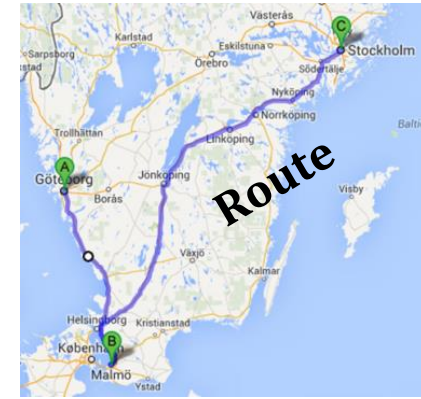 Karlstad
Västerås
C
Stockholm
Sarpsborg
Eskilstuna
Örebro
Södertälje
Nyköping
Norrköping
Linköping
Trollhättan
A
Göteborg
Borås
Jönköping
Route
Visby
Växjö
Kalmar
Helsingborg
Kristianstad
B
Malmö
Ystad